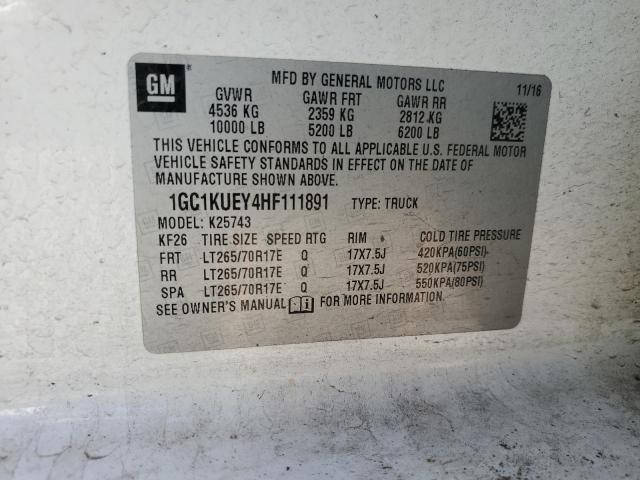 GM
MFD BY GENERAL MOTORS LLC 11/16
GVWR GAWR FRT GAWR RR
4536 KG 2359 KG 2812 KG
10000 LB 5200 LB 6200 LB
THIS VEHICLE CONFORMS TO ALL APPLICABLE U.S. FEDERAL MOTOR
VEHICLE SAFETY STANDARDS IN EFFECT ON THE DATE OF
MANUFACTURE SHOWN ABOVE.
1GC1KUEY4HF111891 TYPE: TRUCK
MODEL: K25743
KF26 TIRE SIZE SPEED RTG RIM COLD TIRE PRESSURE
FRT LT265/70R17E Q 17X7.5J 420KPA(60PSI)
RR LT265/70R17E Q 17X7.5J 520KPA(75PSI)
SPA LT265/70R17E Q 17X7.5J 550KPA(80PSI)
SEE OWNER'S MANUAL FOR MORE INFORMATION.